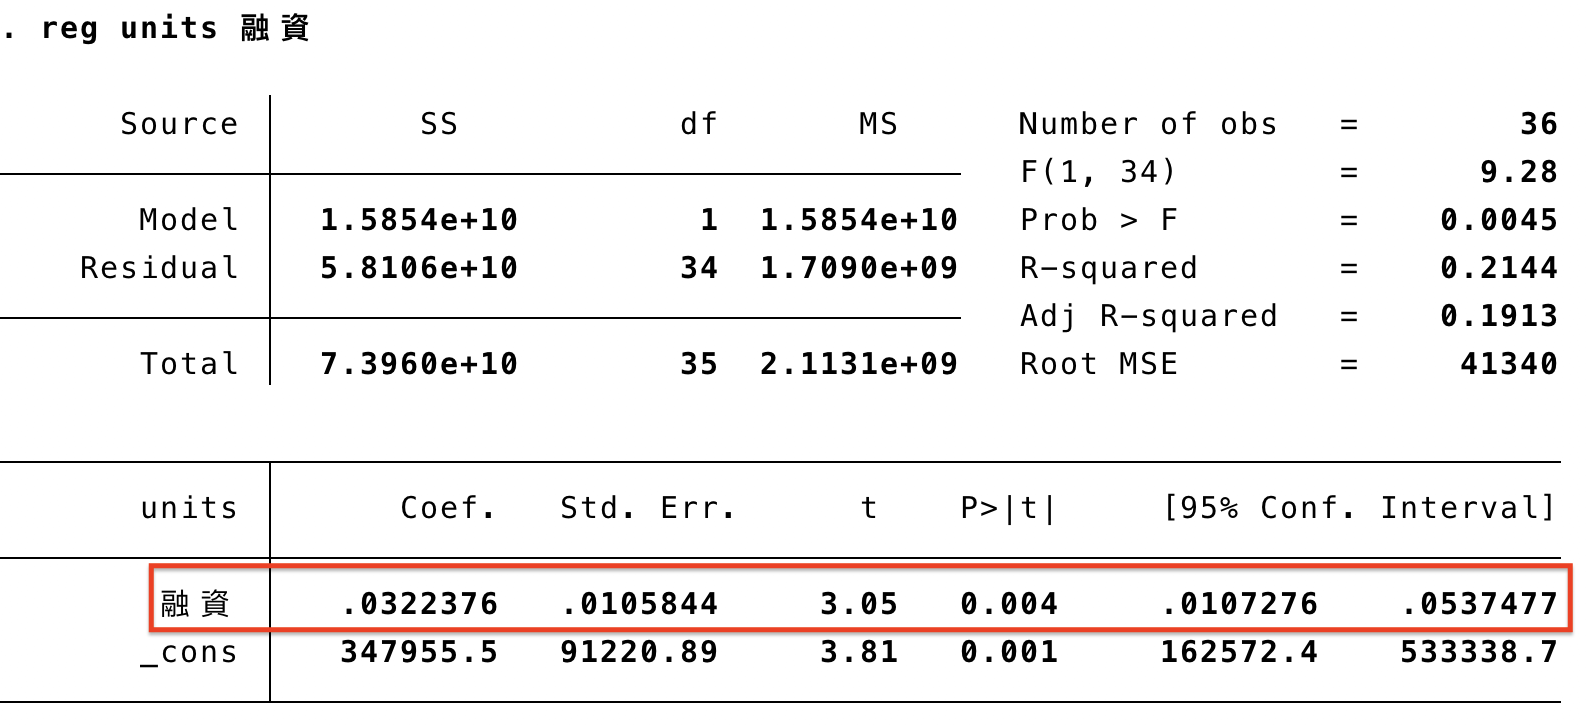 . reg units 融資
Source SS df MS Number of obs = 36
F(1, 34) = 9.28
Model 1.5854e+10 1 1.5854e+10 Prob > F = 0.0045
Residual 5.8106e+10 34 1.7090e+09 R-squared = 0.2144
Adj R-squared = 0.1913
Total 7.3960e+10 35 2.1131e+09 Root MSE = 41340
units Coef. Std. Err. t P>|t| [95% Conf. Interval]
融資 .0322376 .0105844 3.05 0.004 .0107276 .0537477
_cons 347955.5 91220.89 3.81 0.001 162572.4 533338.7